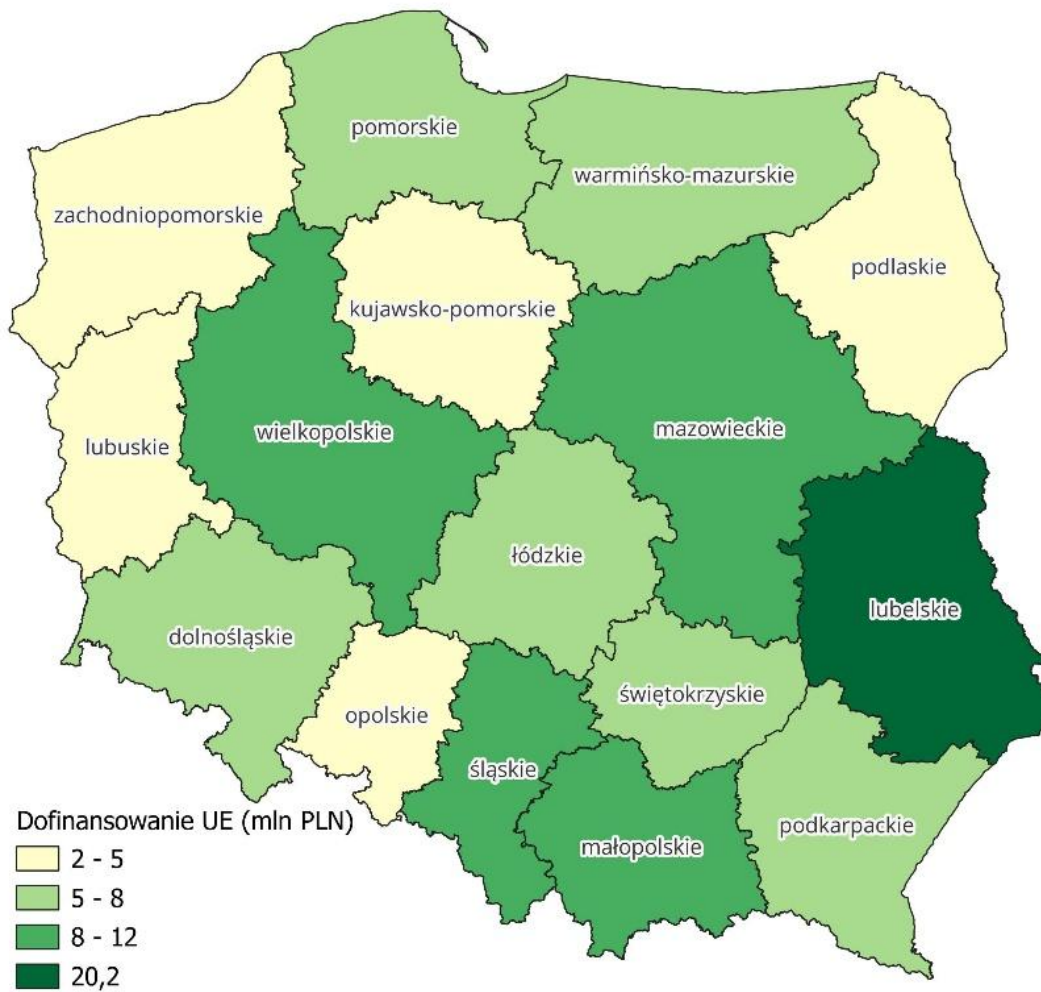 pomorskie
warmińsko-mazurskie
zachodniopomorskie
podlaskie
kujawsko-pomorskie
wielkopolskie
mazowieckie
lubuskie
łódzkie
lubelskie
dolnośląskie
świętokrzyskie
opolskie
śląskie
podkarpackie
małopolskie
Dofinansowanie UE (mln PLN)
2 - 5
5 - 8
8 - 12
20,2